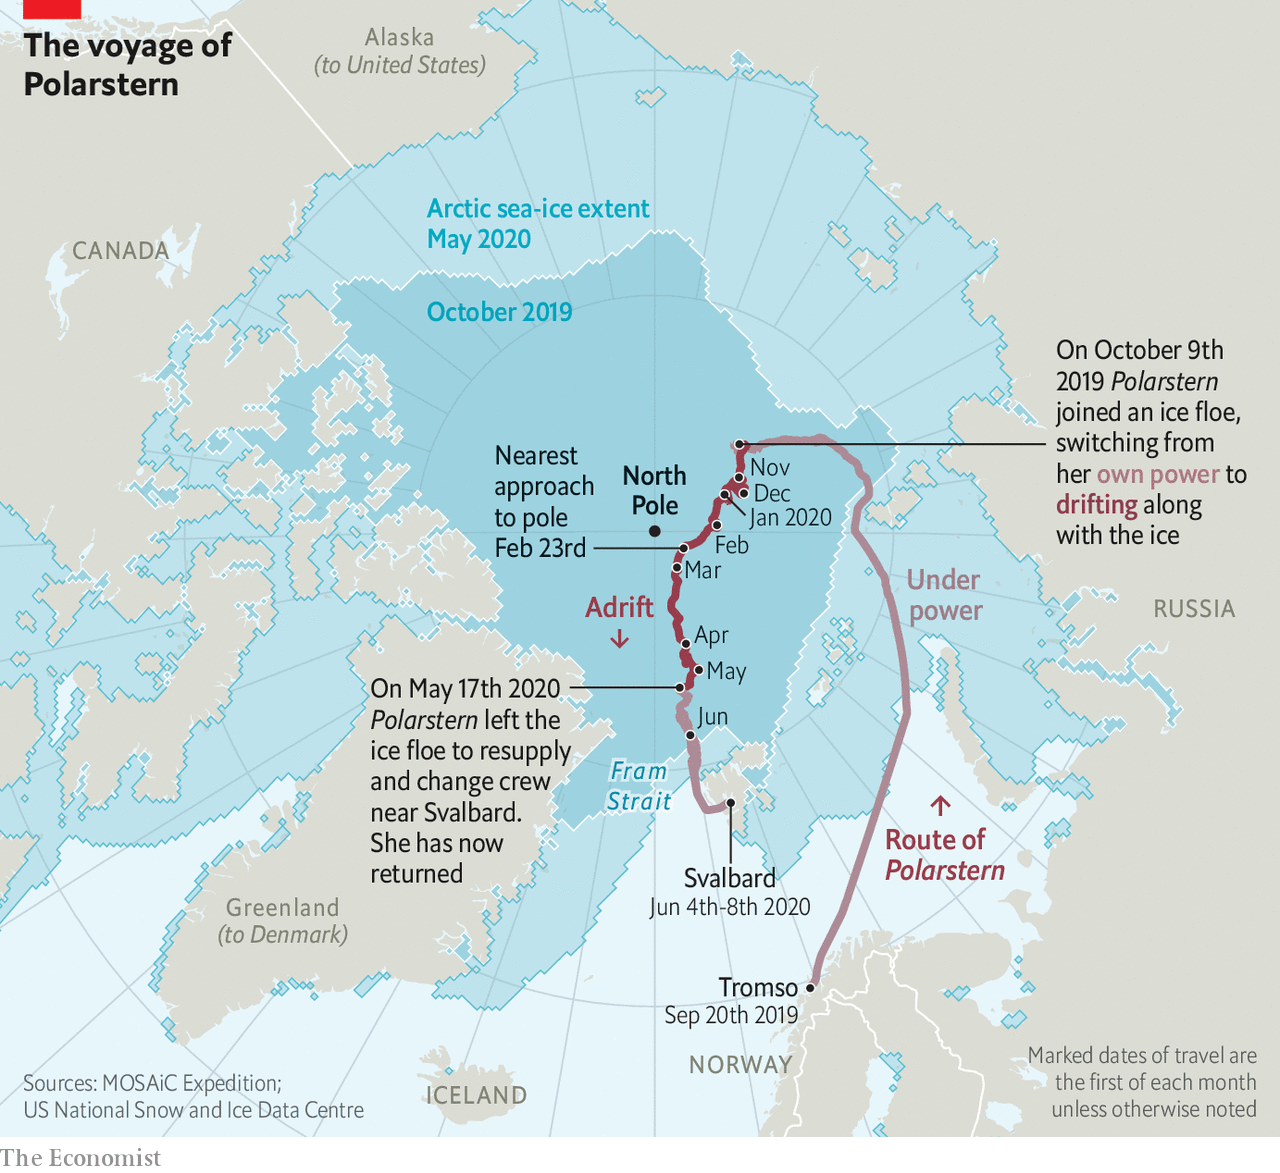 The voyage of
Polarstern
Alaska
(to United States)
CANADA
Arctic sea-ice extent
May 2020
October 2019
On October 9th
2019 Polarstern
joined an ice floe,
switching from
her own power to
drifting along
with the ice
Nearest
approach
to pole
Feb 23rd
North
Pole
Nov
Dec
Jan 2020
Feb
Mar
Adrift
Apr
May
Jun
Under
power
RUSSIA
On May 17th 2020
Polarstern left the
ice floe to resupply
and change crew
near Svalbard.
She has now
returned
Fram
Strait
Route of
Polarstern
Svalbard
Jun 4th-8th 2020
Greenland
(to Denmark)
Tromso
Sep 20th 2019
NORWAY
ICELAND
Sources: MOSAiC Expedition;
US National Snow and Ice Data Centre
Marked dates of travel are
the first of each month
unless otherwise noted
The Economist